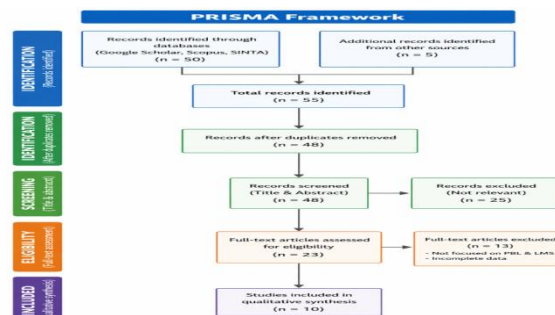 PRISMA Framework
IDENTIFICATION
(Records identified)
Records identified through
databases
(Google Scholar, Scopus, SINTA)
(n = 50)
Additional records identified
from other sources
(n = 5)
Total records identified
(n = 55)
IDENTIFICATION
(After duplicates removed)
Records after duplicates removed
(n = 48)
SCREENING
(Title & abstract)
Records screened
(Title & Abstract)
(n = 48)
Records excluded
(Not relevant)
(n = 25)
ELIGIBILITY
(Full-text assessment)
Full-text articles assessed
for eligibility
(n = 23)
Full-text articles excluded
(n = 13)
- Not focused on PBL & LMS
- Incomplete data
INCLUDED
(qualitative synthesis)
Studies included in
qualitative synthesis
(n = 10)